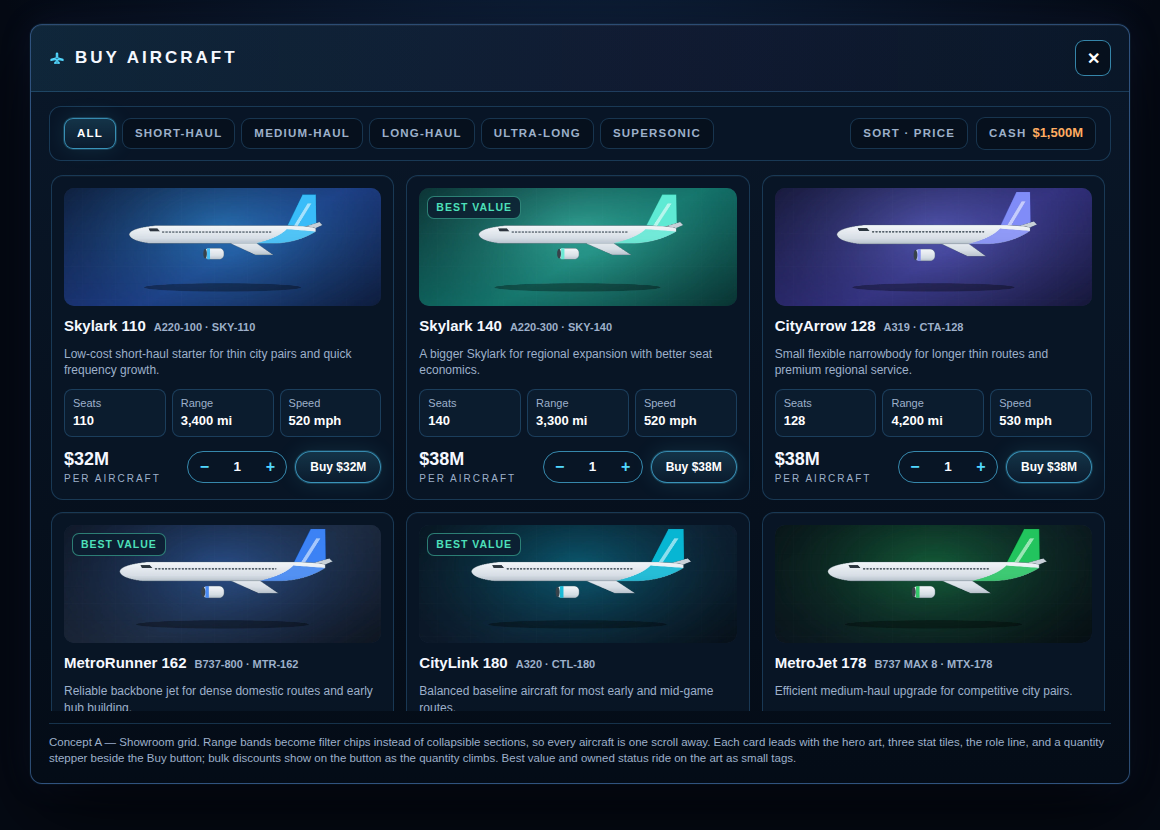 BUY AIRCRAFT
✕
ALL SHORT-HAUL MEDIUM-HAUL LONG-HAUL ULTRA-LONG SUPERSONIC SORT · PRICE CASH $1,500M
Skylark 110 A220-100 · SKY-110
Low-cost short-haul starter for thin city pairs and quick
frequency growth.
Seats Range Speed
110 3,400 mi 520 mph
$32M
PER AIRCRAFT
− 1 + Buy $32M
BEST VALUE
Skylark 140 A220-300 · SKY-140
A bigger Skylark for regional expansion with better seat
economics.
Seats Range Speed
140 3,300 mi 520 mph
$38M
PER AIRCRAFT
− 1 + Buy $38M
CityArrow 128 A319 · CTA-128
Small flexible narrowbody for longer thin routes and
premium regional service.
Seats Range Speed
128 4,200 mi 530 mph
$38M
PER AIRCRAFT
− 1 + Buy $38M
BEST VALUE
MetroRunner 162 B737-800 · MTR-162
Reliable backbone jet for dense domestic routes and early
hub building.
BEST VALUE
CityLink 180 A320 · CTL-180
Balanced baseline aircraft for most early and mid-game
routes.
MetroJet 178 B737 MAX 8 · MTX-178
Efficient medium-haul upgrade for competitive city pairs.
Concept A — Showroom grid. Range bands become filter chips instead of collapsible sections, so every aircraft is one scroll away. Each card leads with the hero art, three stat tiles, the role line, and a quantity
stepper beside the Buy button; bulk discounts show on the button as the quantity climbs. Best value and owned status ride on the art as small tags.